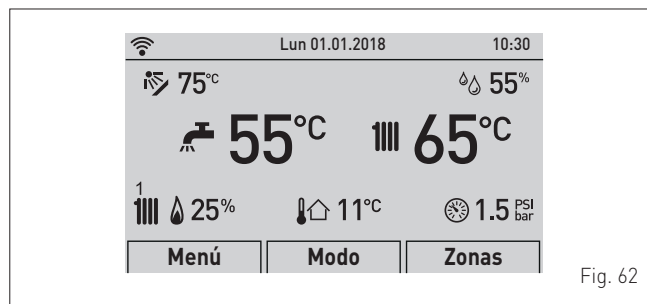 Lun 01.01.2018 10:30
75°C 55%
55°C 65°C
1
25% 11°C 1.5 PSI bar
Menú Modo Zonas
Fig. 62